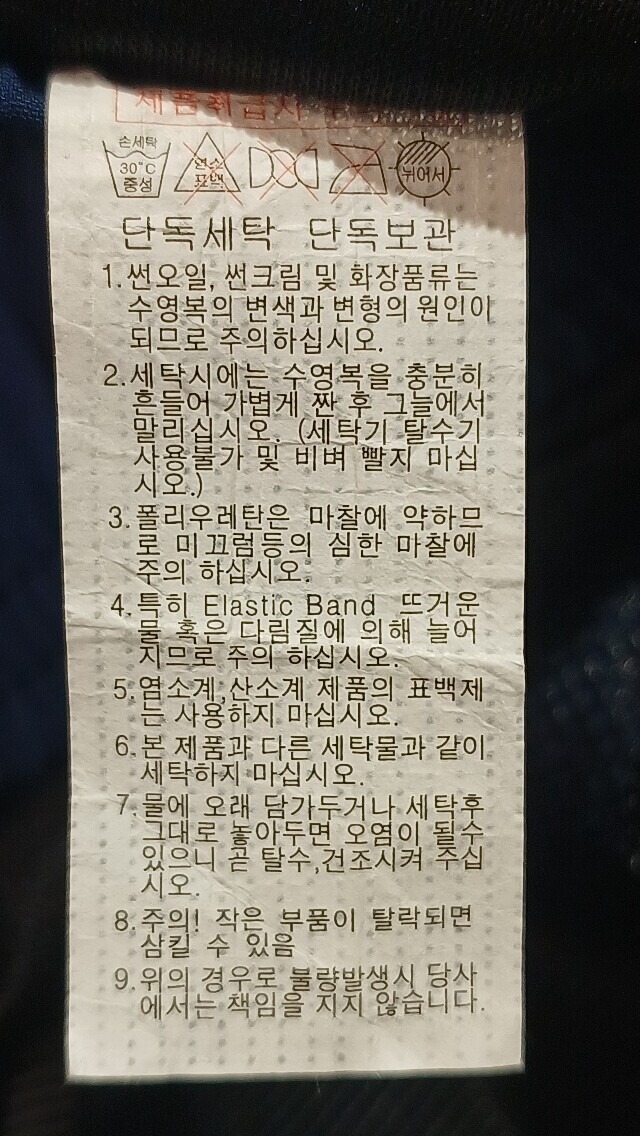 제품취급시
손세탁
30°C
중성
염소
표백
뉘어서
단독세탁 단독보관
1.썬오일, 썬크림 및 화장품류는
수영복의 변색과 변형의 원인이
되므로 주의하십시오.
2.세탁시에는 수영복을 충분히
흔들어 가볍게 짠 후 그늘에서
말리십시오. (세탁기 탈수기
사용불가 및 비벼 빨지 마십
시오.)
3.폴리우레탄은 마찰에 약하므
로 미끄럼등의 심한 마찰에
주의 하십시오.
4.특히 Elastic Band 뜨거운
물 혹은 다림질에 의해 늘어
지므로 주의 하십시오.
5.염소계,산소계 제품의 표백제
는 사용하지 마십시오.
6.본 제품과 다른 세탁물과 같이
세탁하지 마십시오.
7.물에 오래 담가두거나 세탁후
그대로 놓아두면 오염이 될수
있으니 곧 탈수,건조시켜 주십
시오.
8.주의! 작은 부품이 탈락되면
삼킬 수 있음
9.위의 경우로 불량발생시 당사
에서는 책임을 지지 않습니다.